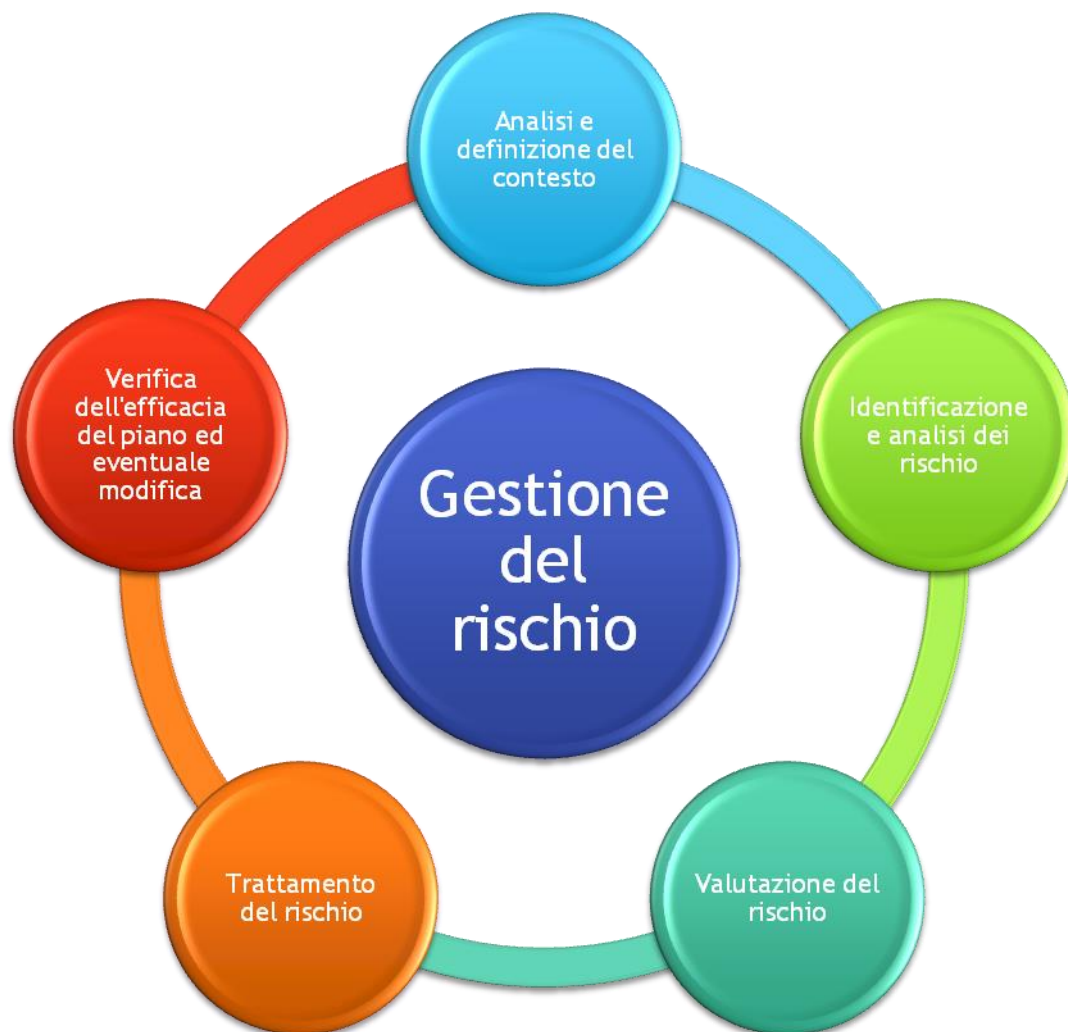 Analisi e
definizione del
contesto
Identificazione
e analisi dei
rischio
Valutazione del
rischio
Trattamento
del rischio
Verifica
dell'efficacia
del piano ed
eventuale
modifica
Gestione
del
rischio